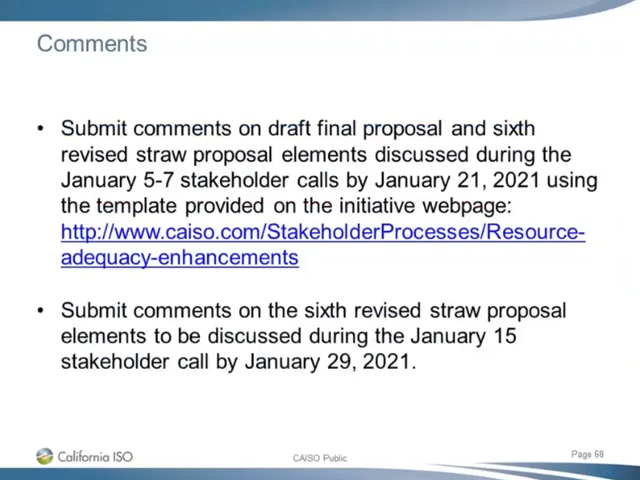 Comments
• Submit comments on draft final proposal and sixth
revised straw proposal elements discussed during the
January 5-7 stakeholder calls by January 21, 2021 using
the template provided on the initiative webpage:
http://www.caiso.com/StakeholderProcesses/Resource-
adequacy-enhancements
• Submit comments on the sixth revised straw proposal
elements to be discussed during the January 15
stakeholder call by January 29, 2021.
California ISO
CAISO Public
Page 68